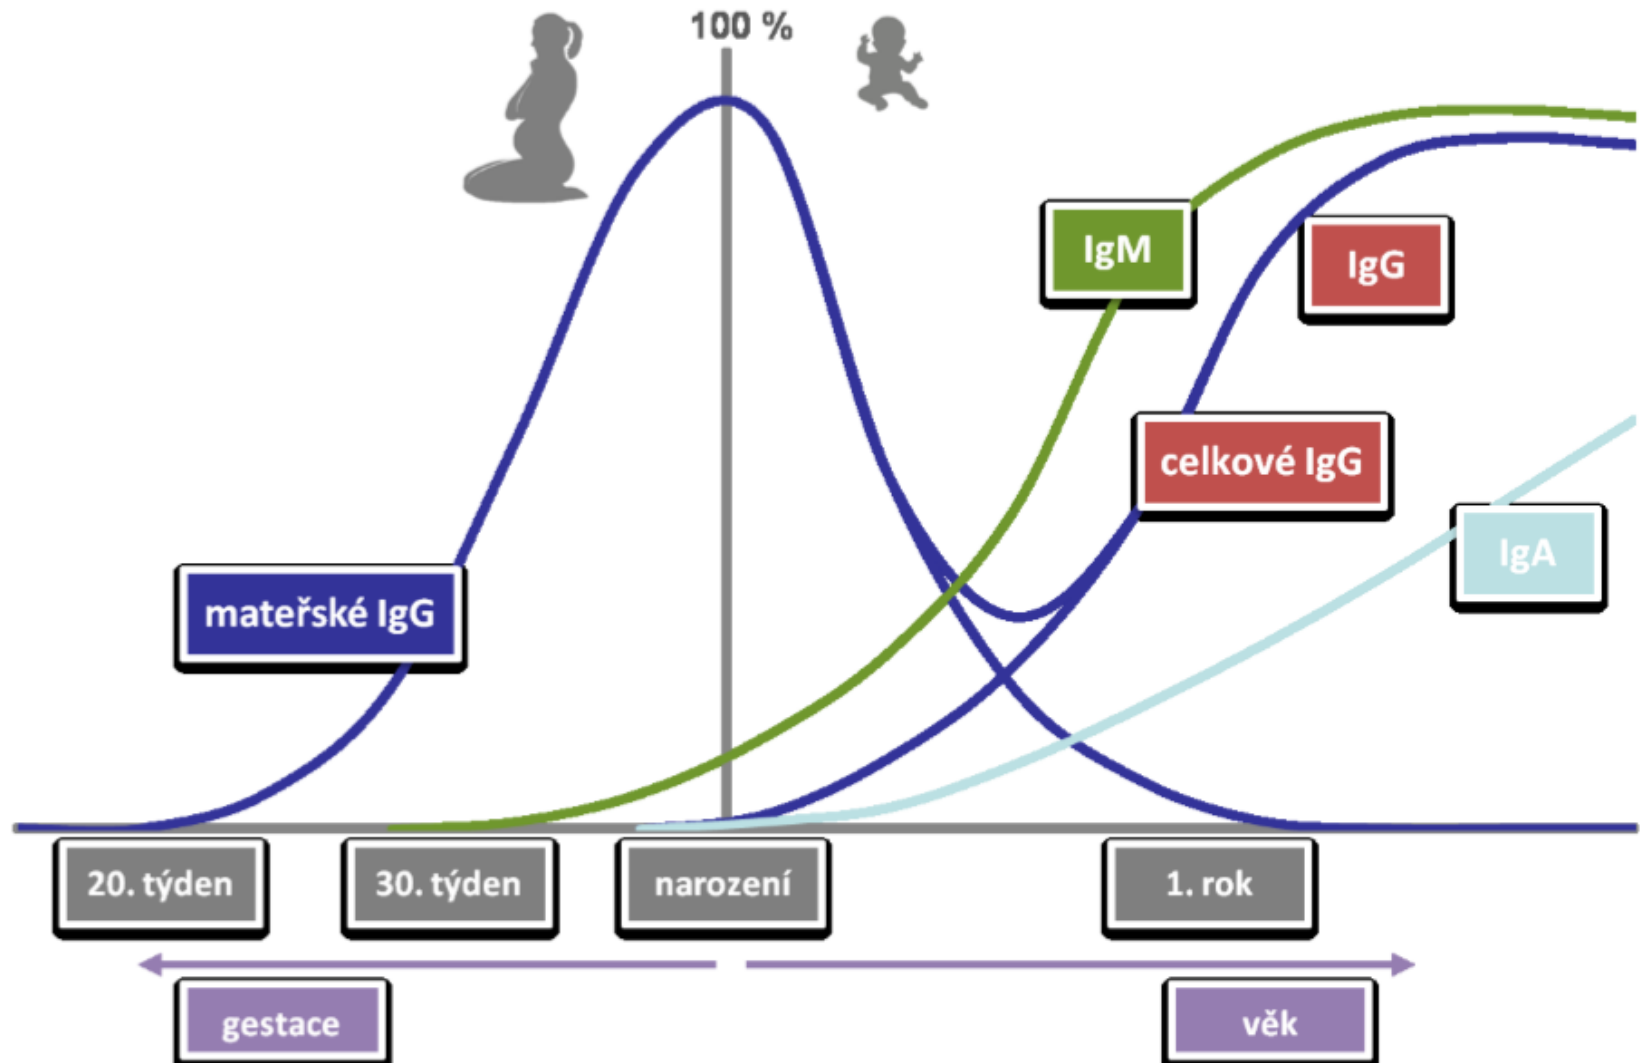 100 %
IgM
IgG
celkové IgG
IgA
mateřské IgG
20. týden
30. týden
narození
1. rok
gestace
věk